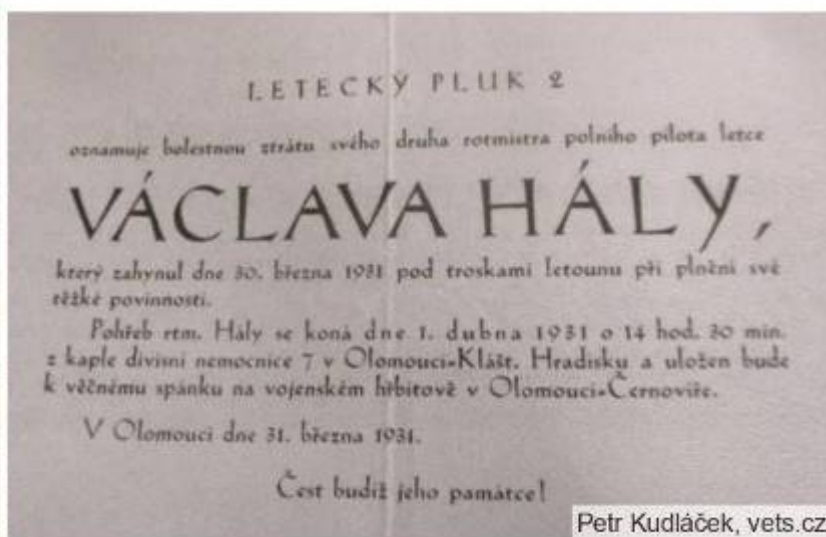 LETECKÝ PLUK 2
oznamuje bolestnou ztrátu svého druha rotmistra polního pilota letce
VÁCLAVA HÁLY,
který zahynul dne 30. března 1931 pod troskami letounu při plnění své
těžké povinnosti.
Pohřeb rtm. Hály se koná dne 1. dubna 1931 o 14 hod. 30 min.
z kaple divisní nemocnice 7 v Olomouci-Klášt. Hradisku a uložen bude
k věčnému spánku na vojenském hřbitově v Olomouci-Černovíře.
V Olomouci dne 31. března 1931.
Čest budiž jeho památce!
Petr Kudláček, vets.cz